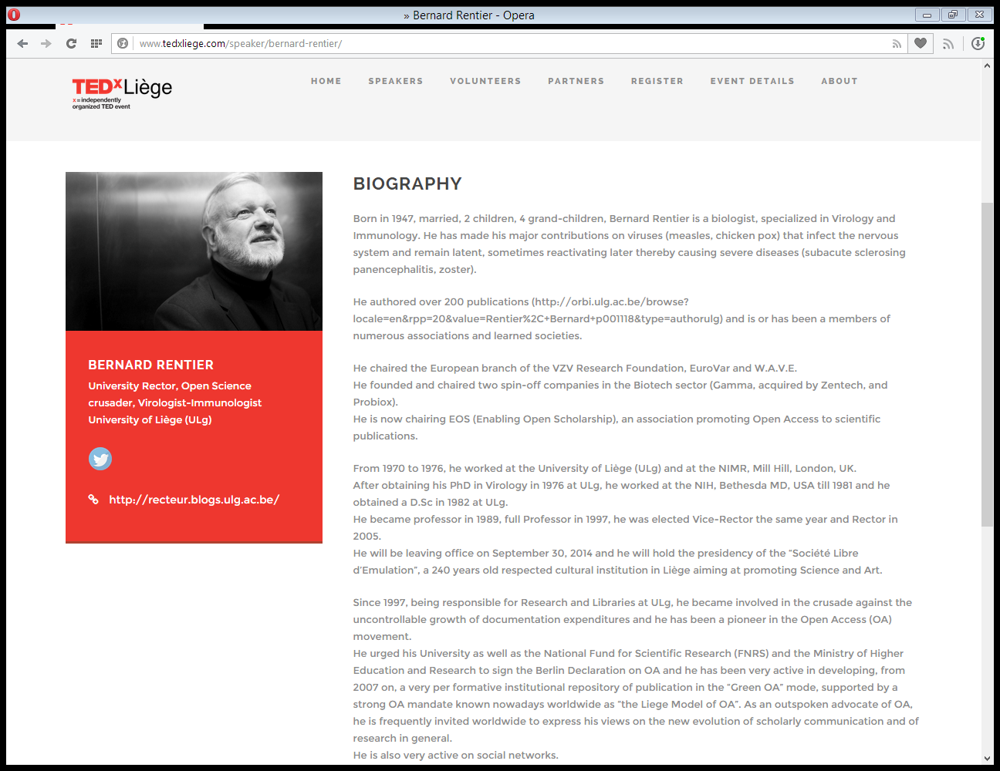 » Bernard Rentier - Opera
www.tedxliege.com/speaker/bernard-rentier/
TEDxLiège
x = independently
organized TED event
HOME SPEAKERS VOLUNTEERS PARTNERS REGISTER EVENT DETAILS ABOUT
BERNARD RENTIER
University Rector, Open Science
crusader, Virologist-Immunologist
University of Liège (ULg)
http://recteur.blogs.ulg.ac.be/
BIOGRAPHY
Born in 1947, married, 2 children, 4 grand-children, Bernard Rentier is a biologist, specialized in Virology and
Immunology. He has made his major contributions on viruses (measles, chicken pox) that infect the nervous
system and remain latent, sometimes reactivating later thereby causing severe diseases (subacute sclerosing
panencephalitis, zoster).
He authored over 200 publications (http://orbi.ulg.ac.be/browse?
locale=en&rpp=20&value=Rentier%2C+Bernard+p001118&type=authorulg) and is or has been a members of
numerous associations and learned societies.
He chaired the European branch of the VZV Research Foundation, EuroVar and W.A.V.E.
He founded and chaired two spin-off companies in the Biotech sector (Gamma, acquired by Zentech, and
Probiox).
He is now chairing EOS (Enabling Open Scholarship), an association promoting Open Access to scientific
publications.
From 1970 to 1976, he worked at the University of Liège (ULg) and at the NIMR, Mill Hill, London, UK.
After obtaining his PhD in Virology in 1976 at ULg, he worked at the NIH, Bethesda MD, USA till 1981 and he
obtained a D.Sc in 1982 at ULg.
He became professor in 1989, full Professor in 1997, he was elected Vice-Rector the same year and Rector in
2005.
He will be leaving office on September 30, 2014 and he will hold the presidency of the “Société Libre
d’Emulation”, a 240 years old respected cultural institution in Liège aiming at promoting Science and Art.
Since 1997, being responsible for Research and Libraries at ULg, he became involved in the crusade against the
uncontrollable growth of documentation expenditures and he has been a pioneer in the Open Access (OA)
movement.
He urged his University as well as the National Fund for Scientific Research (FNRS) and the Ministry of Higher
Education and Research to sign the Berlin Declaration on OA and he has been very active in developing, from
2007 on, a very per formative institutional repository of publication in the “Green OA” mode, supported by a
strong OA mandate known nowadays worldwide as “the Liege Model of OA”. As an outspoken advocate of OA,
he is frequently invited worldwide to express his views on the new evolution of scholarly communication and of
research in general.
He is also very active on social networks.